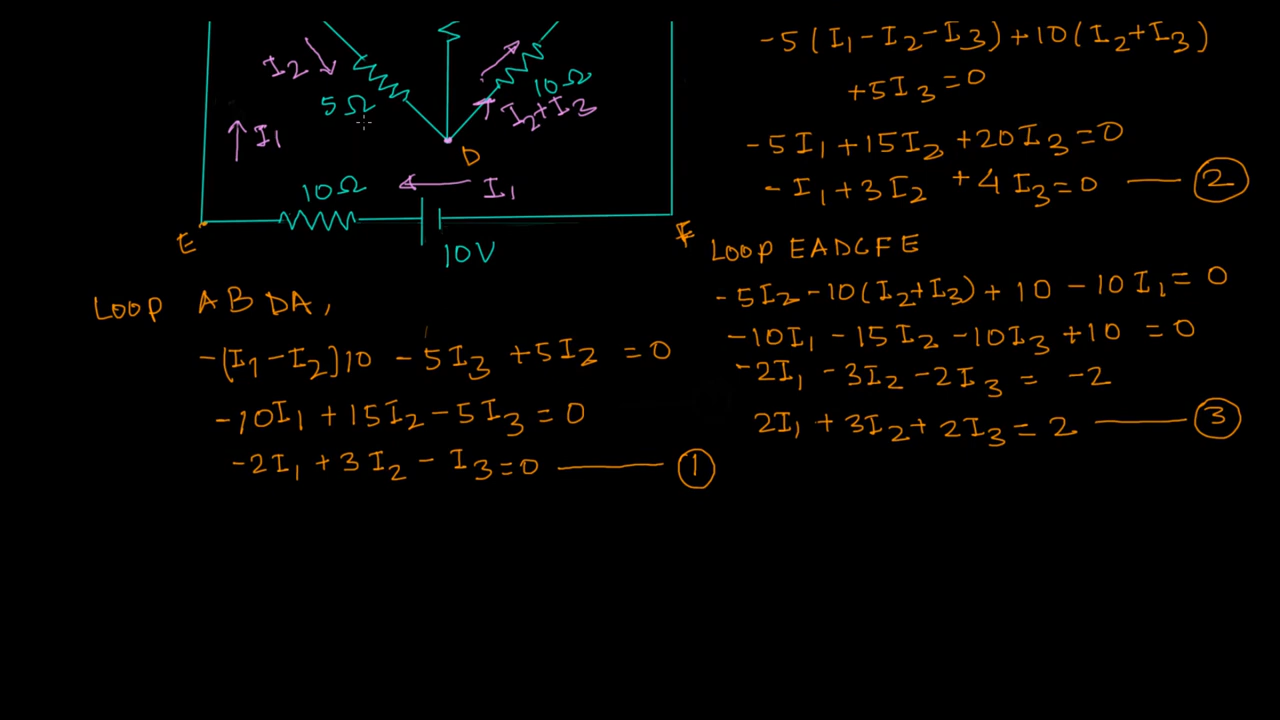 I2
5Ω
10Ω
I2+I3
I1
D
10Ω
I1
E
10V
F
LOOP ABDA,
-(I1-I2)10 -5I3 +5I2 =0
-10I1 +15I2 -5I3 =0
-2I1 +3I2 - I3=0 ——— ①
-5(I1-I2-I3)+10(I2+I3)
+5I3=0
-5I1+15I2+20I3=0
-I1+3I2 +4I3=0 —— ②
LOOP EADCFE
-5I2 -10(I2+I3)+10 -10I1=0
-10I1 -15I2 -10I3 +10 =0
-2I1 -3I2 -2I3 = -2
2I1 +3I2+2I3=2 ——— ③